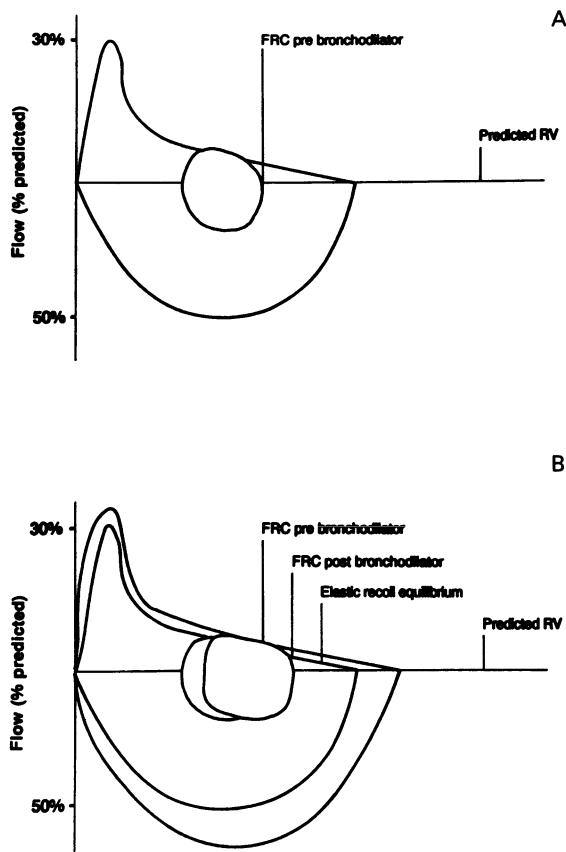 A
30%
FRC pre bronchodilator
Predicted RV
Flow (% predicted)
50%
B
30%
FRC pre bronchodilator
FRC post bronchodilator
Elastic recoil equilibrium
Predicted RV
Flow (% predicted)
50%